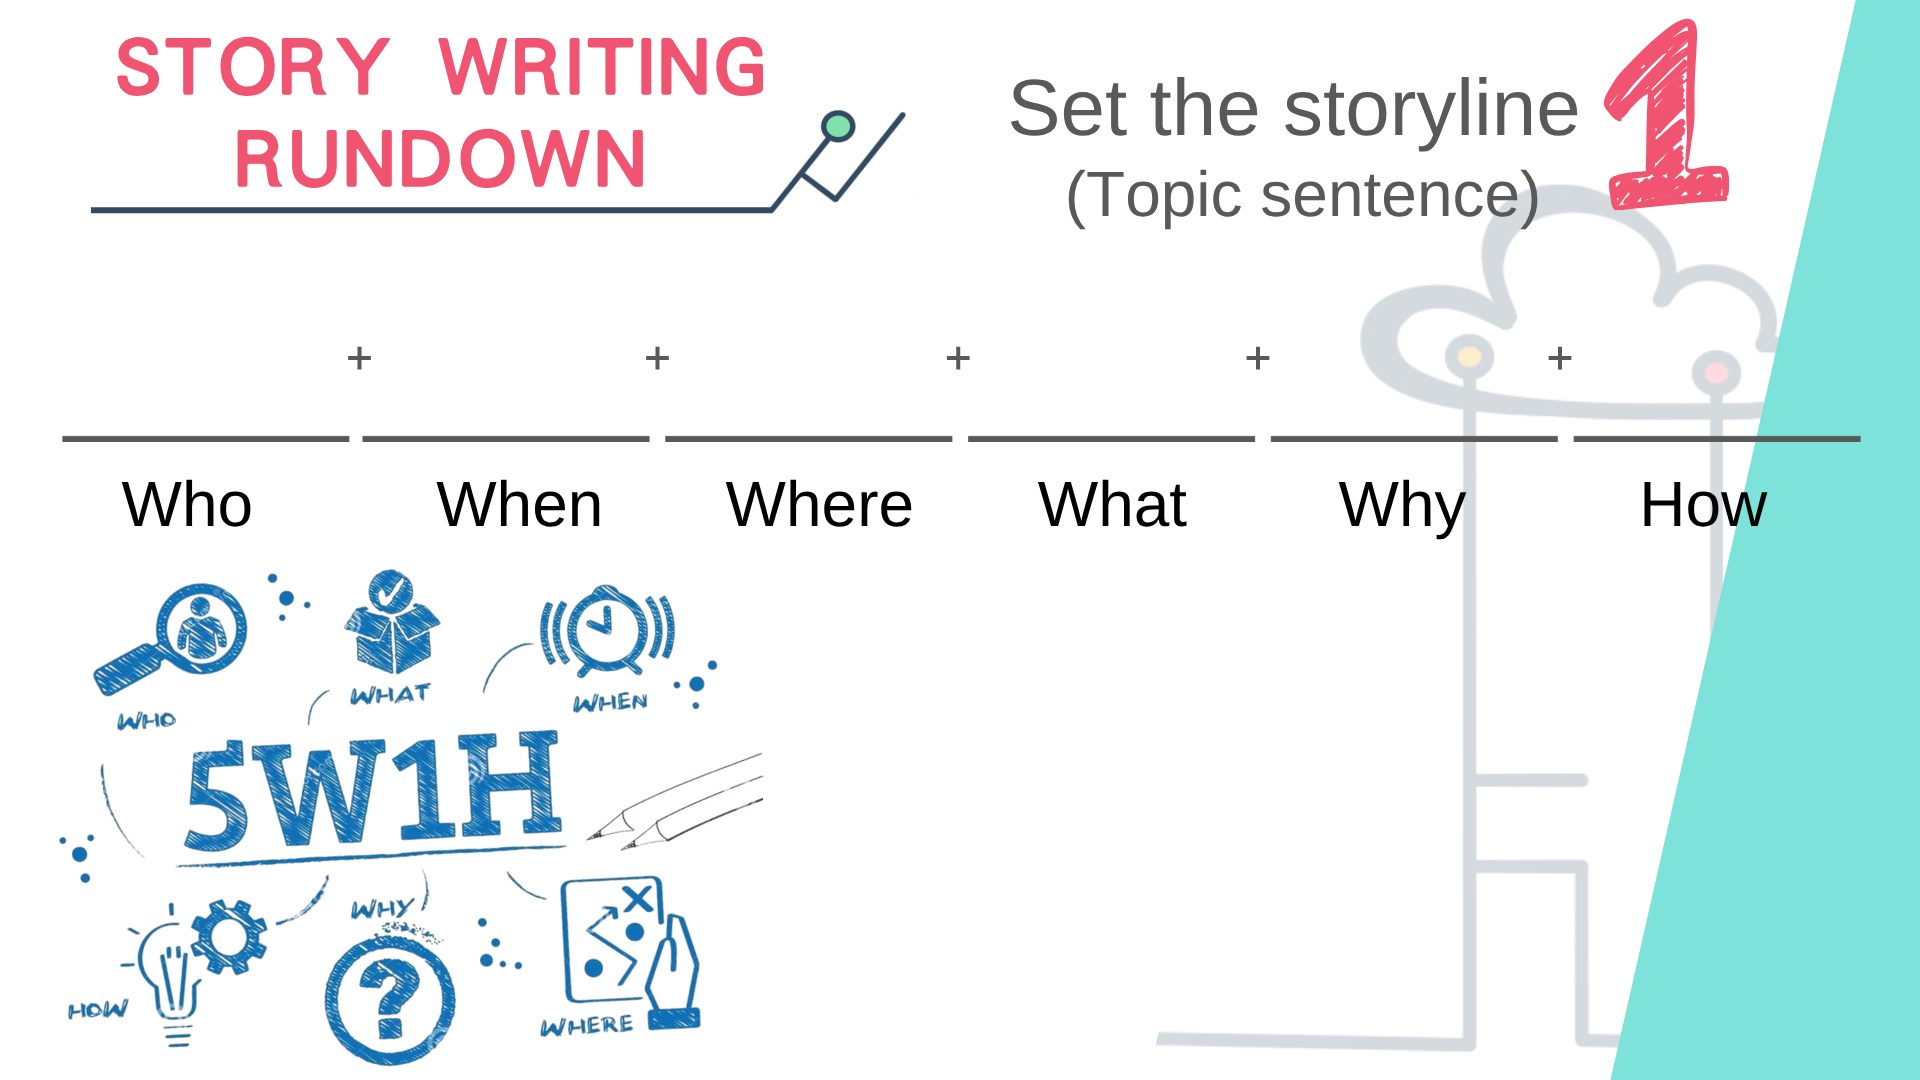 STORY WRITING
RUNDOWN
Set the storyline
(Topic sentence)
1
+ + + + +
Who When Where What Why How
WHO
WHAT
WHEN
5W1H
HOW
WHY
?
WHERE